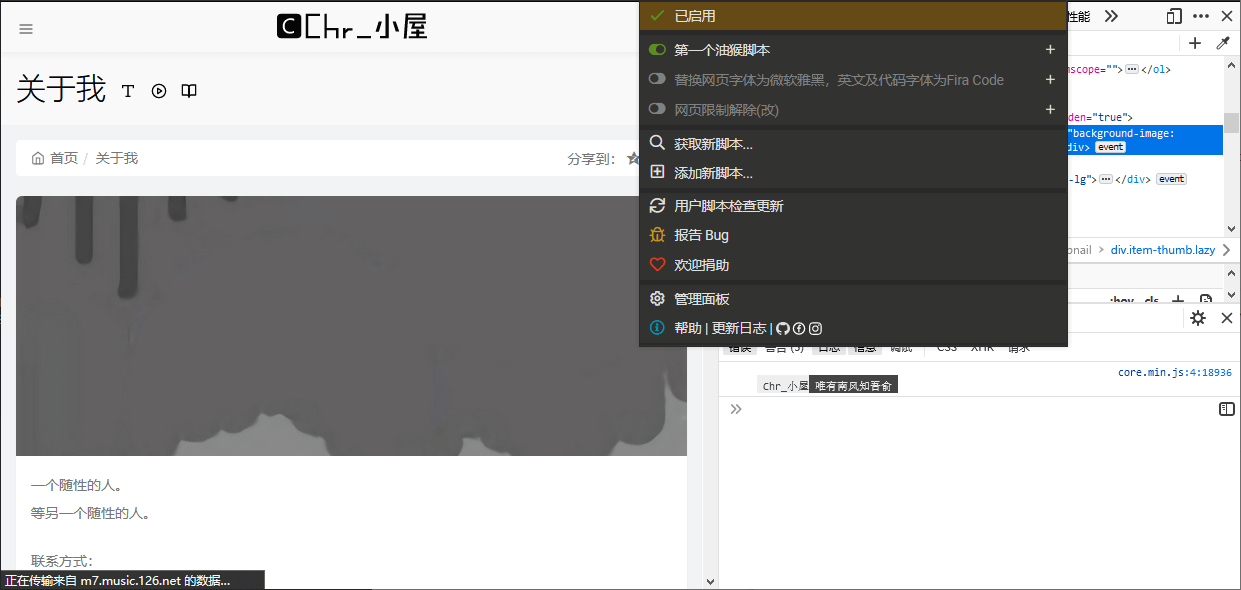 CChr_小屋
关于我
首页 / 关于我
分享到：
一个随性的人。
等另一个随性的人。
联系方式：
正在传输来自 m7.music.126.net 的数据...
已启用
第一个油猴脚本
替换网页字体为微软雅黑，英文及代码字体为Fira Code
网页限制解除(改)
获取新脚本...
添加新脚本...
用户脚本检查更新
报告 Bug
欢迎捐助
管理面板
帮助 | 更新日志 |
性能
mscope=""> </ol>
den="true">
"background-image:
div> event
-lg"> </div> event
onail > div.item-thumb.lazy
:hov .cls
错误 警告 (5) 日志 信息 调试 CSS XHR 请求
core.min.js:4:18936
Chr_小屋 唯有南风知吾俞